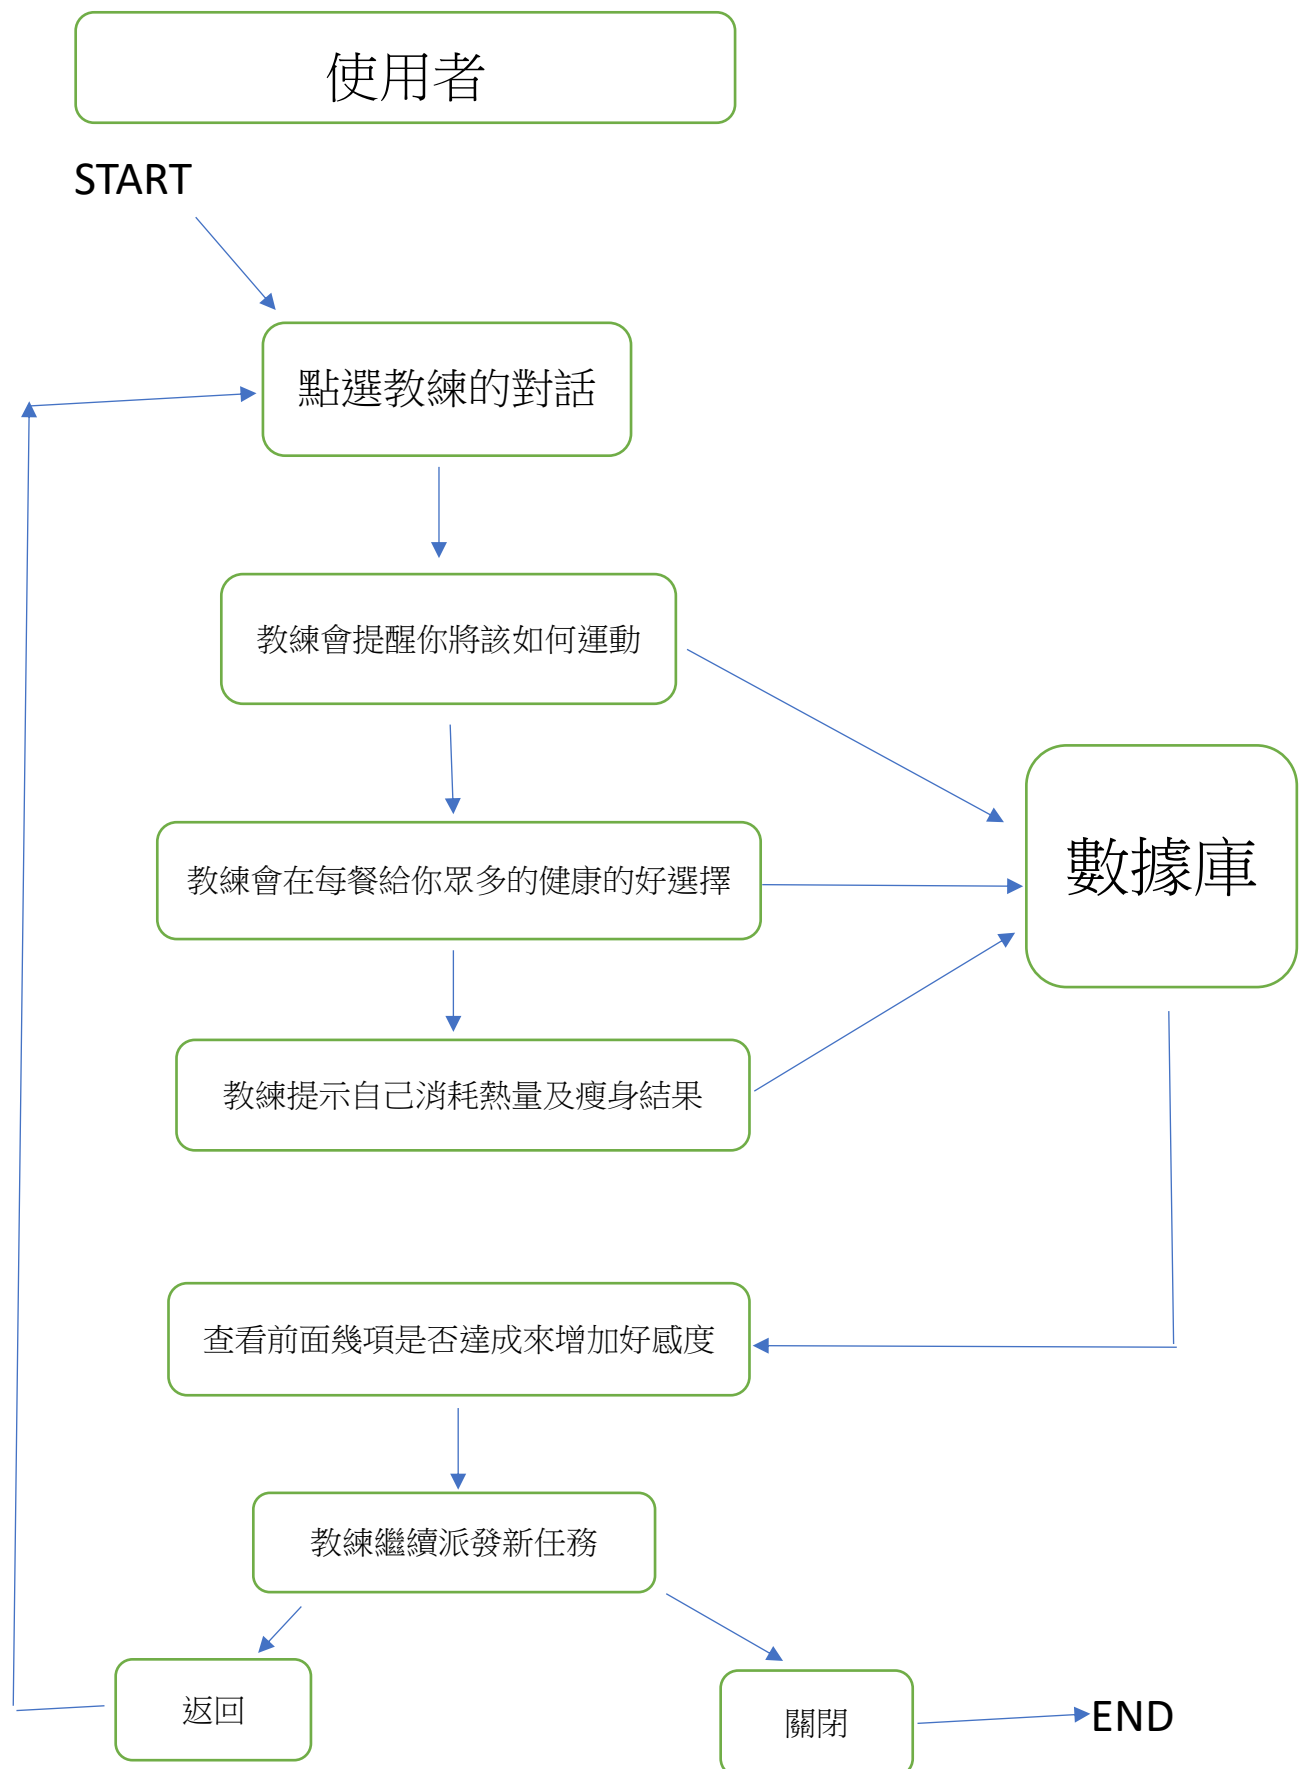 使用者
START
點選教練的對話
教練會提醒你將該如何運動
教練會在每餐給你眾多的健康的好選擇
數據庫
教練提示自己消耗熱量及瘦身結果
查看前面幾項是否達成來增加好感度
教練繼續派發新任務
返回
關閉
END